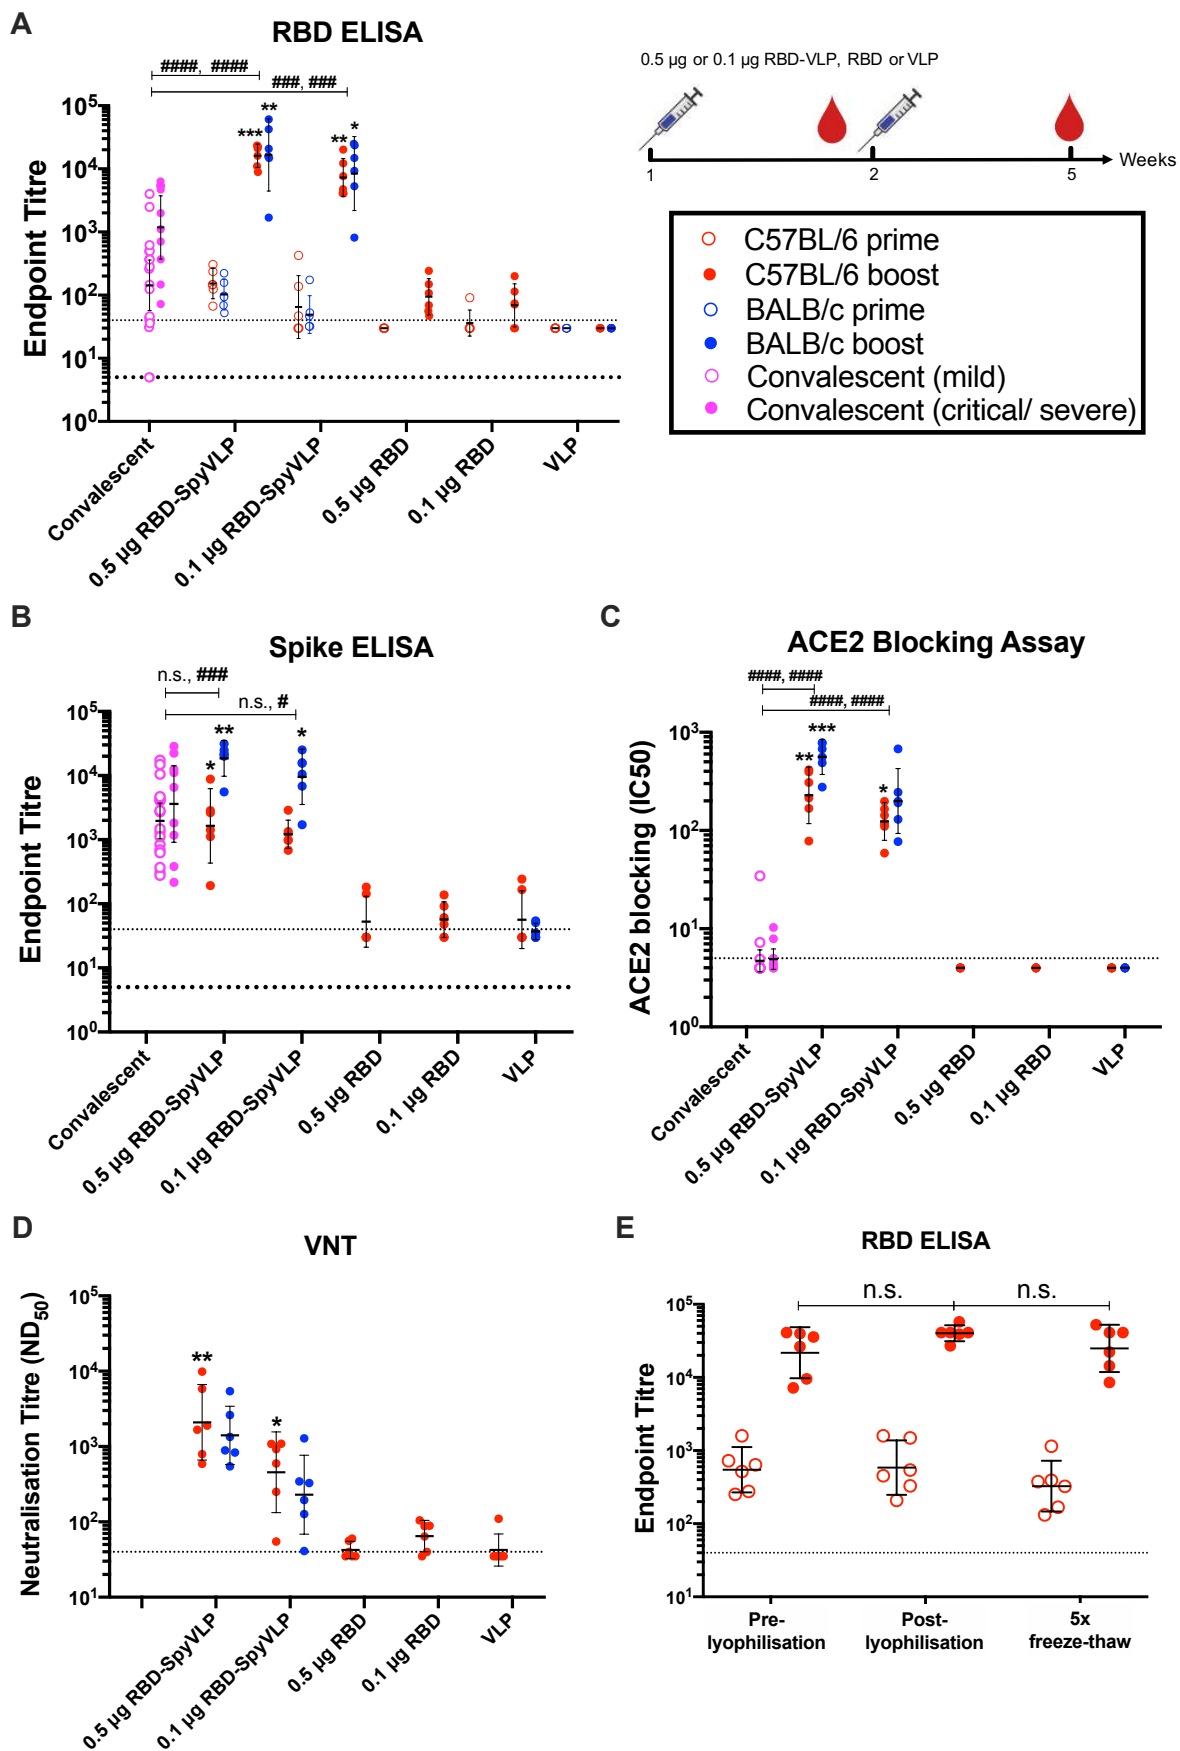 A
RBD ELISA
####, ####
###, ###
***
**
**
*
Endpoint Titre
10^5
10^4
10^3
10^2
10^1
10^0
Convalescent
0.5 µg RBD-SpyVLP
0.1 µg RBD-SpyVLP
0.5 µg RBD
0.1 µg RBD
VLP
0.5 µg or 0.1 µg RBD-VLP, RBD or VLP
1
2
5
Weeks
C57BL/6 prime
C57BL/6 boost
BALB/c prime
BALB/c boost
Convalescent (mild)
Convalescent (critical/ severe)
B
Spike ELISA
n.s., ###
n.s., #
*
**
*
Endpoint Titre
10^5
10^4
10^3
10^2
10^1
10^0
Convalescent
0.5 µg RBD-SpyVLP
0.1 µg RBD-SpyVLP
0.5 µg RBD
0.1 µg RBD
VLP
C
ACE2 Blocking Assay
####, ####
####, ####
**
***
*
ACE2 blocking (IC50)
10^3
10^2
10^1
10^0
Convalescent
0.5 µg RBD-SpyVLP
0.1 µg RBD-SpyVLP
0.5 µg RBD
0.1 µg RBD
VLP
D
VNT
**
*
Neutralisation Titre (ND50)
10^5
10^4
10^3
10^2
10^1
0.5 µg RBD-SpyVLP
0.1 µg RBD-SpyVLP
0.5 µg RBD
0.1 µg RBD
VLP
E
RBD ELISA
n.s.
n.s.
Endpoint Titre
10^5
10^4
10^3
10^2
10^1
Pre-
lyophilisation
Post-
lyophilisation
5x
freeze-thaw